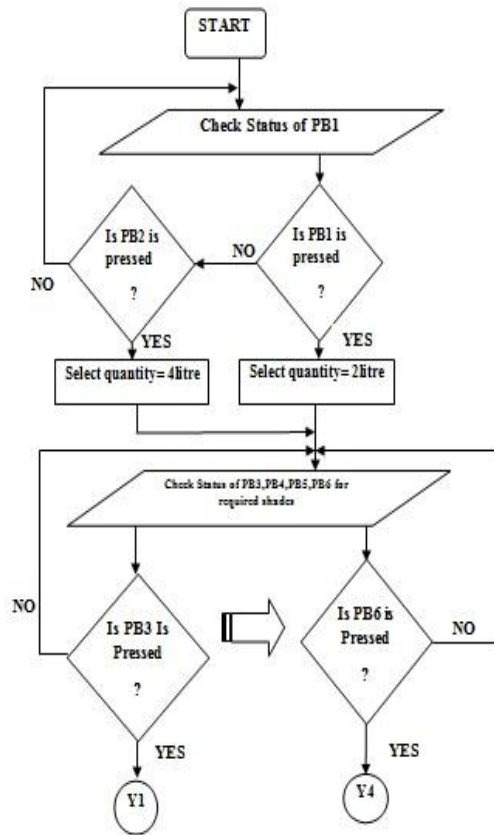 START
Check Status of PB1
Is PB2 is
pressed
?
NO
Is PB1 is
pressed
?
NO
YES
YES
Select quantity= 4litre
Select quantity= 2litre
Check Status of PB3,PB4,PB5,PB6 for
required shades
NO
Is PB3 Is
Pressed
?
Is PB6 is
Pressed
?
NO
YES
YES
Y1
Y4